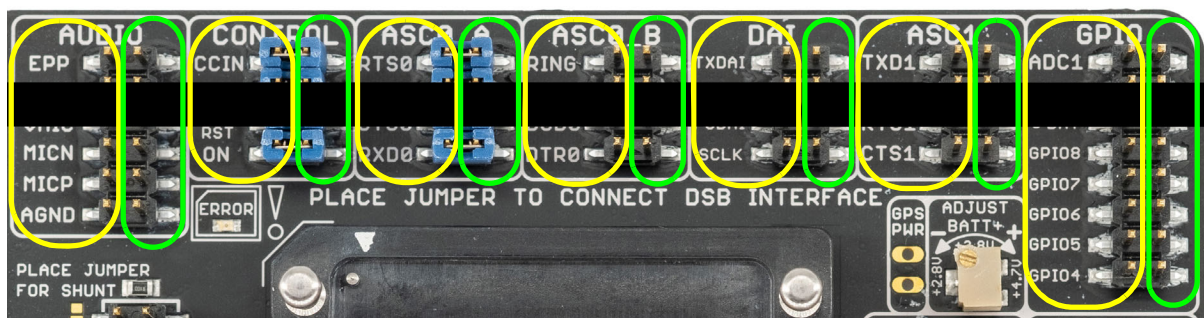 AUDIO CONTROL ASC0_A ASC0_B DAI ASC1 GPIO
EPP CCIN RTS0 RING TXDAI TXD1 ADC1
RST
MICN ON RXD0 DTR0 SCLK CTS1 GPIO8
MICP GPIO7
PLACE JUMPER TO CONNECT DSB INTERFACE
AGND ERROR GPS ADJUST GPIO6
PWR BATT+
- +
+3.8V GPIO5
PLACE JUMPER +2.8V +4.7V GPIO4
FOR SHUNT